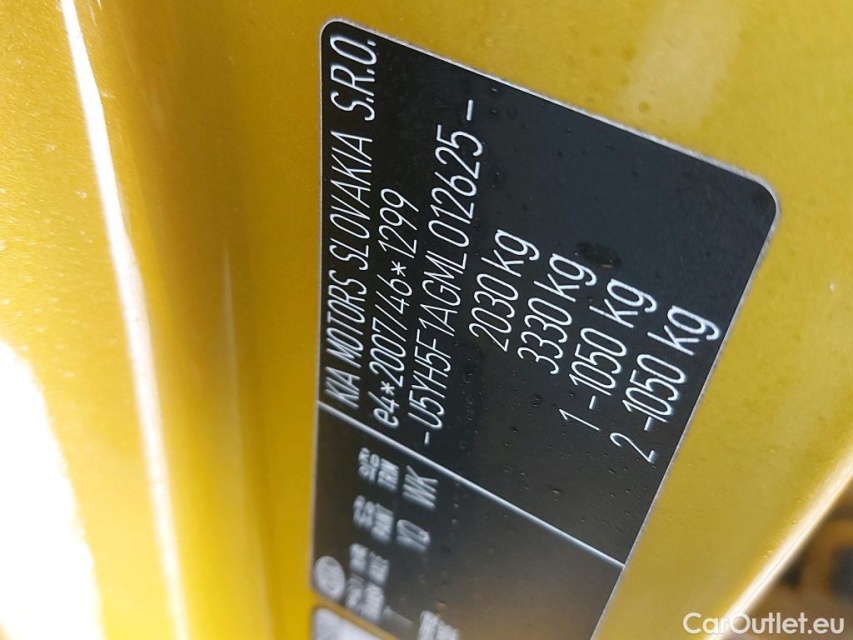 KIA MOTORS SLOVAKIA S.R.O.
e4*2007/46*1299
-U5YH5F1AGML012625-
2030 kg
3330 kg
1-1050 kg
2-1050 kg
WK
CarOutlet.eu